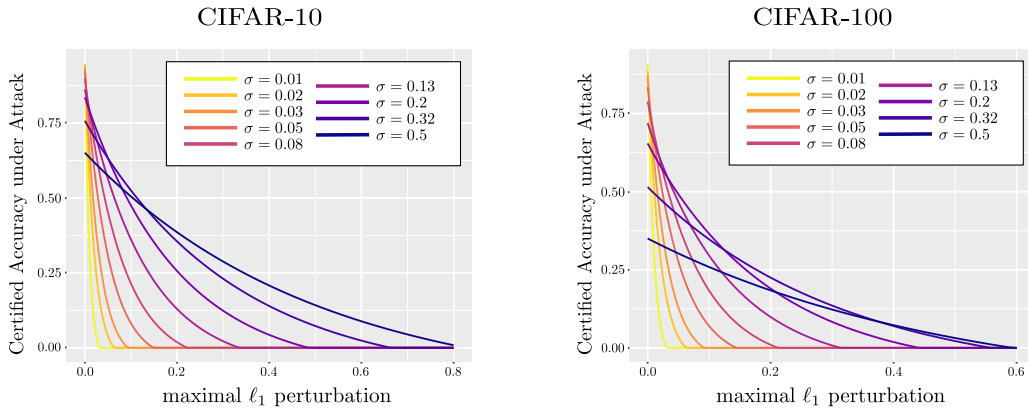 CIFAR-10
Certified Accuracy under Attack
0.75
0.50
0.25
0.00
σ = 0.01
σ = 0.02
σ = 0.03
σ = 0.05
σ = 0.08
σ = 0.13
σ = 0.2
σ = 0.32
σ = 0.5
0.0 0.2 0.4 0.6 0.8
maximal ℓ₁ perturbation
CIFAR-100
Certified Accuracy under Attack
0.75
0.50
0.25
0.00
σ = 0.01
σ = 0.02
σ = 0.03
σ = 0.05
σ = 0.08
σ = 0.13
σ = 0.2
σ = 0.32
σ = 0.5
0.0 0.2 0.4 0.6
maximal ℓ₁ perturbation